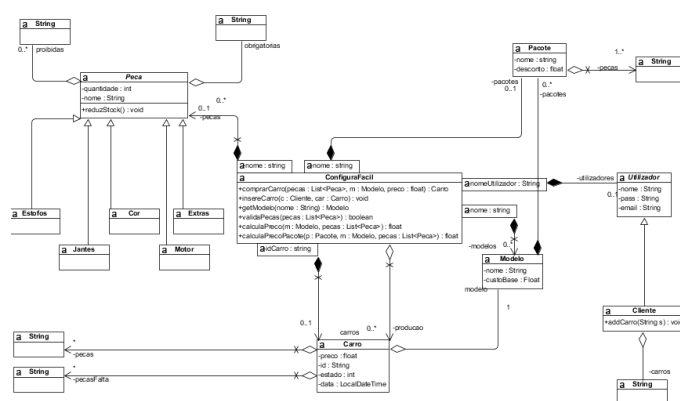 a String
0..* proibidas
a String
obrigatorias
a Peca
-quantidade : int
-nome : String
+reduzStock() : void
0..1
0..*
-pecas
a Estofos
a Jantes
a Cor
a Motor
a Extras
a Pacote
-nome : string
-desconto : float
1..*
-pecas
a String
-pacotes
0..1
0..*
-pacotes
a nome : string
a nome : string
ConfiguraFacil
+comprarCarro(pecas : List<Peca>, m : Modelo, preco : float) : Carro
+insereCarro(c : Cliente, car : Carro) : void
+getModelo(nome : String) : Modelo
+validaPecas(pecas : List<Peca>) : boolean
+calculaPreco(m : Modelo, pecas : List<Peca>) : float
+calculaPrecoPacote(p : Pacote, m : Modelo, pecas : List<Peca>) : float
a nomeUtilizador : String
a nome : string
a idCarro : string
-utilizadores
0..1
a Utilizador
-nome : String
-pass : String
-email : String
-modelos
0..*
a Modelo
-nome : String
-custoBase : Float
modelo
1
a Cliente
+addCarro(String s) : void
-carros
a String
0..1
carros
0..*
-producao
a Carro
-preco : float
-id : String
-estado : int
-data : LocalDateTime
a String
*
-pecas
a String
*
-pecasFalta